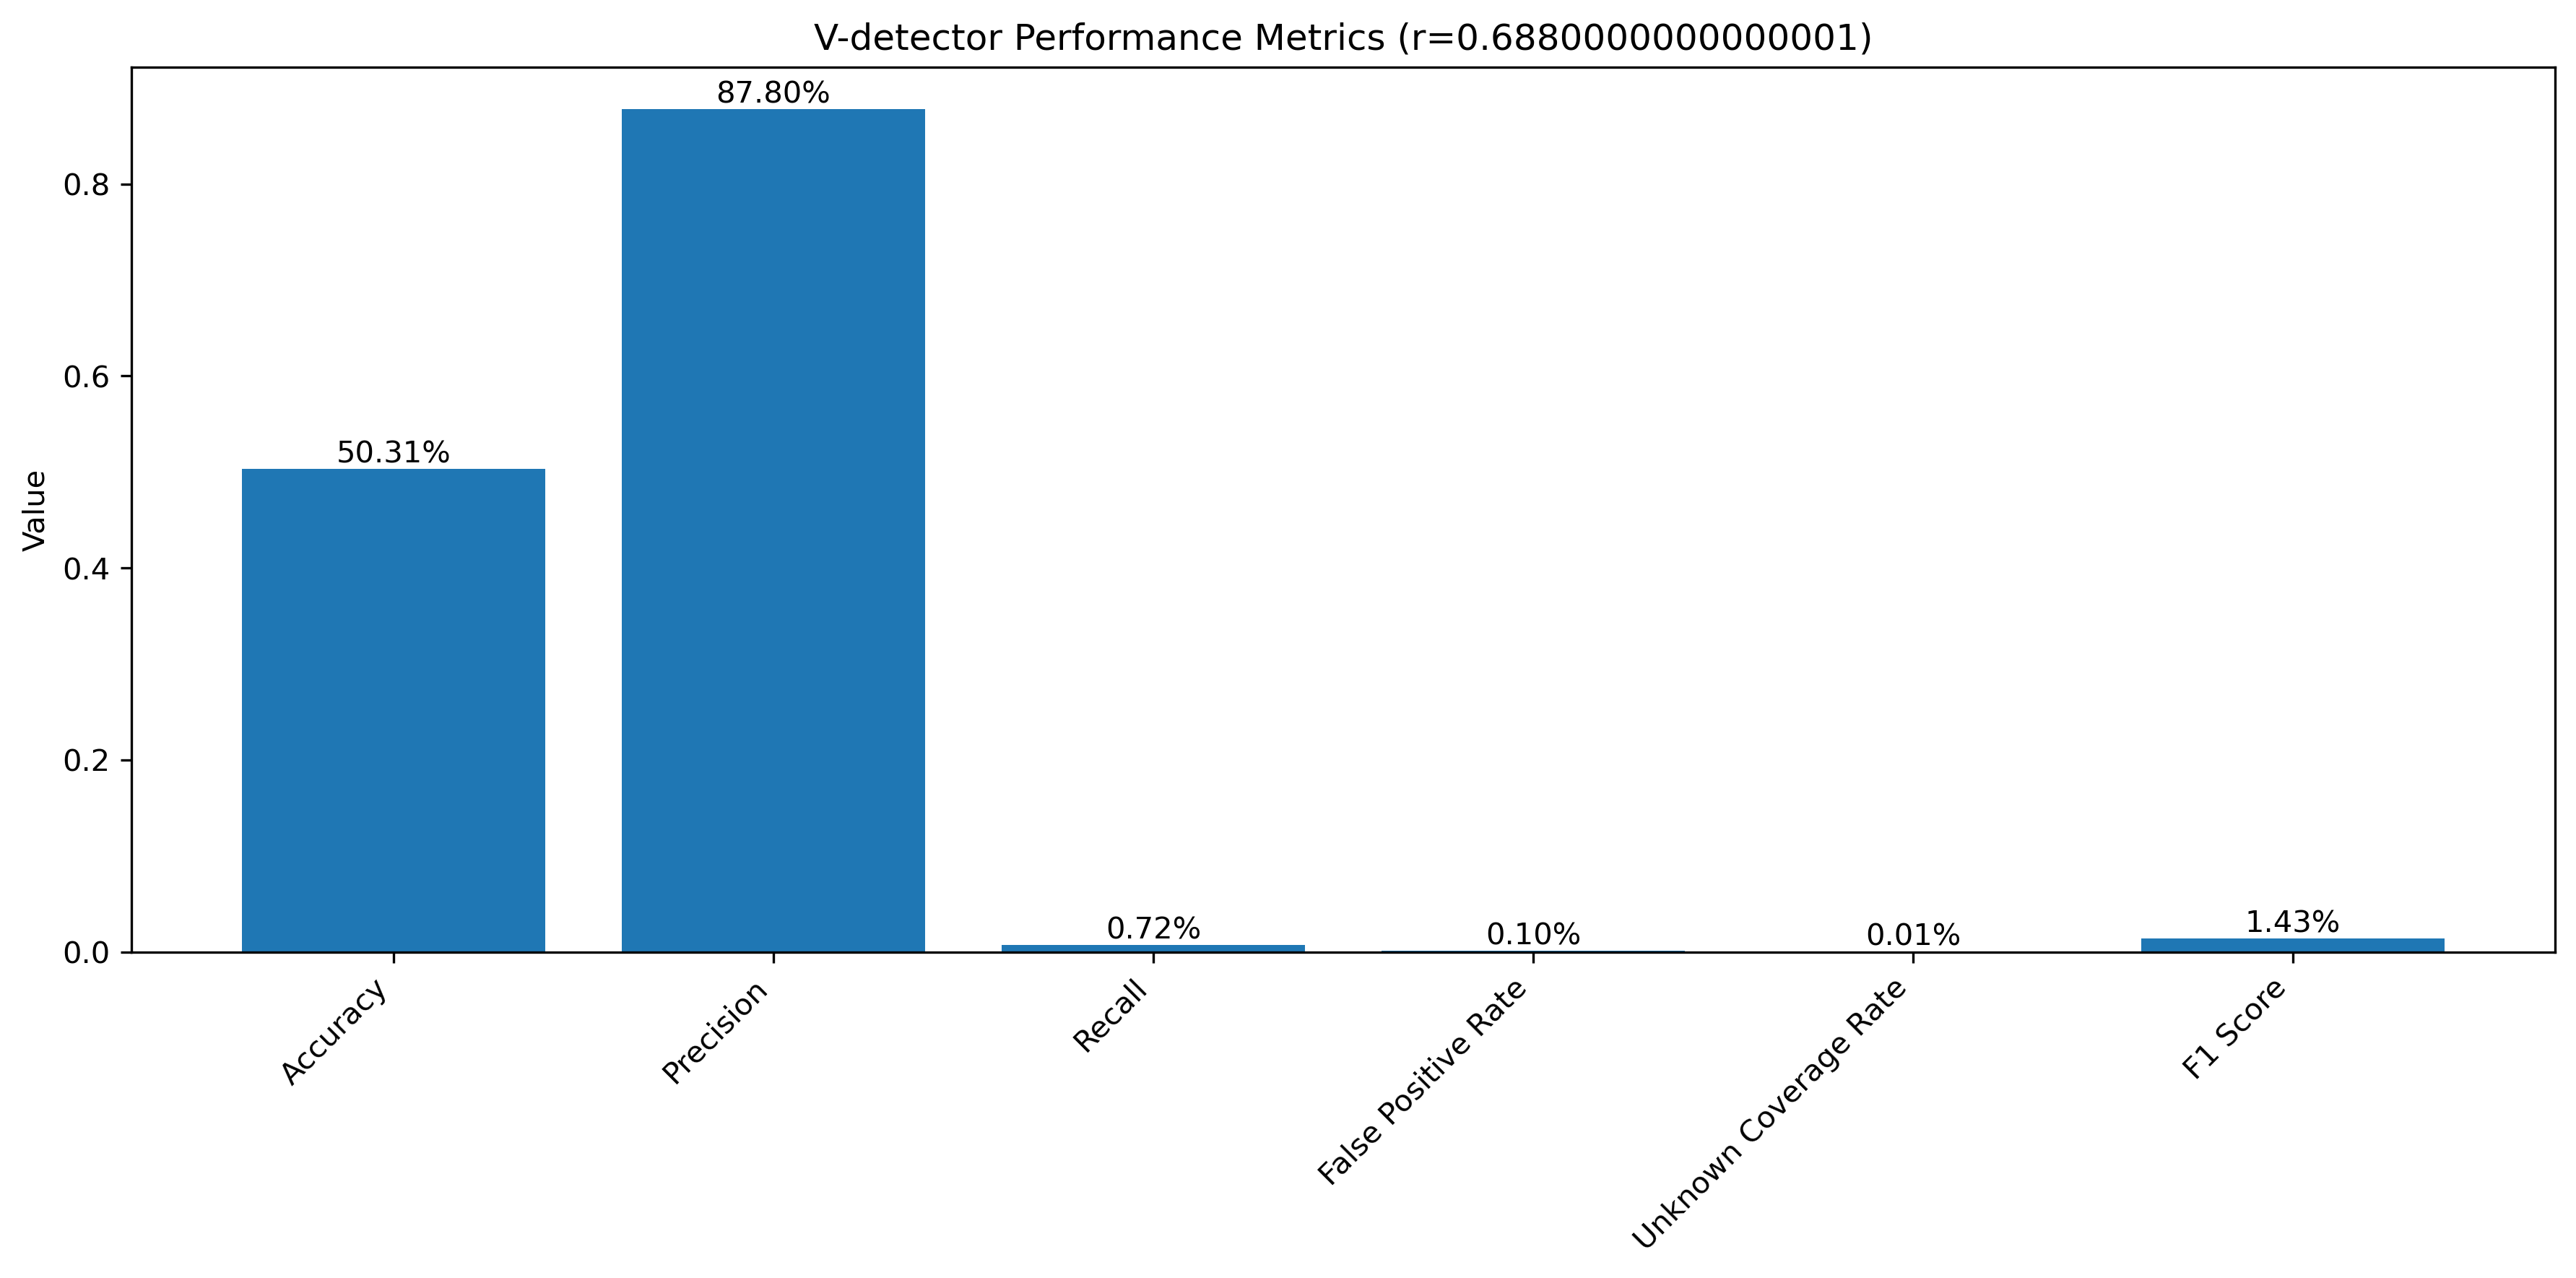 V-detector Performance Metrics (r=0.6880000000000001)
Value
0.8
0.6
0.4
0.2
0.0
50.31%
87.80%
0.72%
0.10%
0.01%
1.43%
Accuracy
Precision
Recall
False Positive Rate
Unknown Coverage Rate
F1 Score